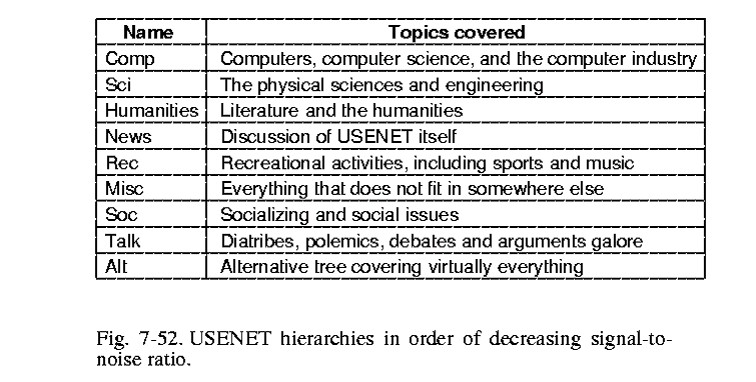 Name Topics covered
Comp Computers, computer science, and the computer industry
Sci The physical sciences and engineering
Humanities Literature and the humanities
News Discussion of USENET itself
Rec Recreational activities, including sports and music
Misc Everything that does not fit in somewhere else
Soc Socializing and social issues
Talk Diatribes, polemics, debates and arguments galore
Alt Alternative tree covering virtually everything
Fig. 7-52. USENET hierarchies in order of decreasing signal-to-
noise ratio.